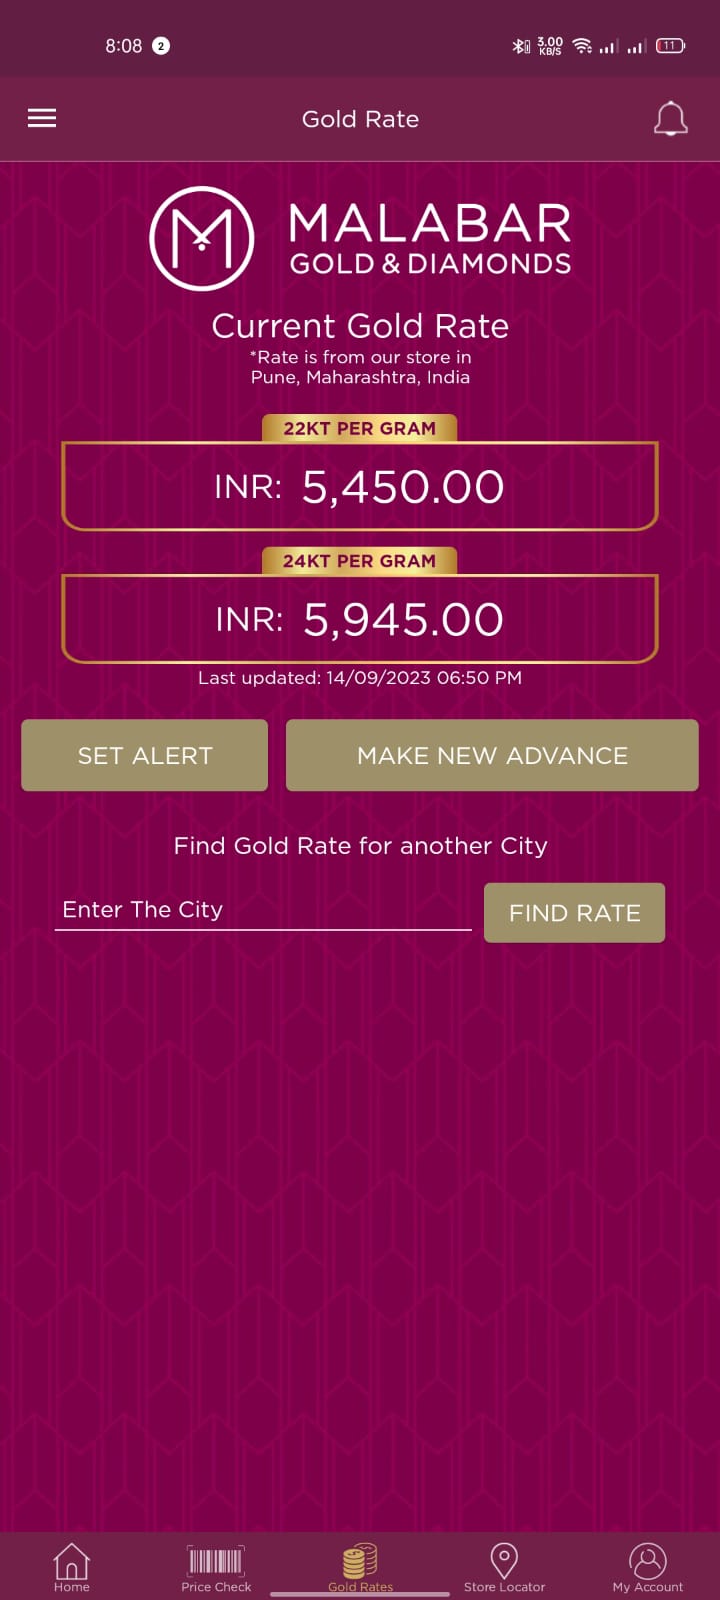 8:08 2 3.00 KB/S 11
Gold Rate
MALABAR
GOLD & DIAMONDS
Current Gold Rate
*Rate is from our store in
Pune, Maharashtra, India
22KT PER GRAM
INR: 5,450.00
24KT PER GRAM
INR: 5,945.00
Last updated: 14/09/2023 06:50 PM
SET ALERT MAKE NEW ADVANCE
Find Gold Rate for another City
Enter The City FIND RATE
Home Price Check Gold Rates Store Locator My Account